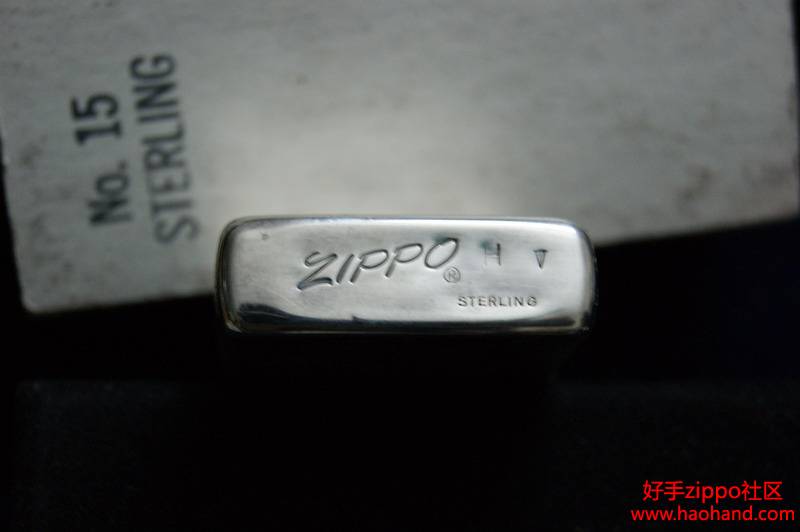 No. 15
STERLING
ZIPPO ® H
STERLING
好手zippo社区
www.haohand.com